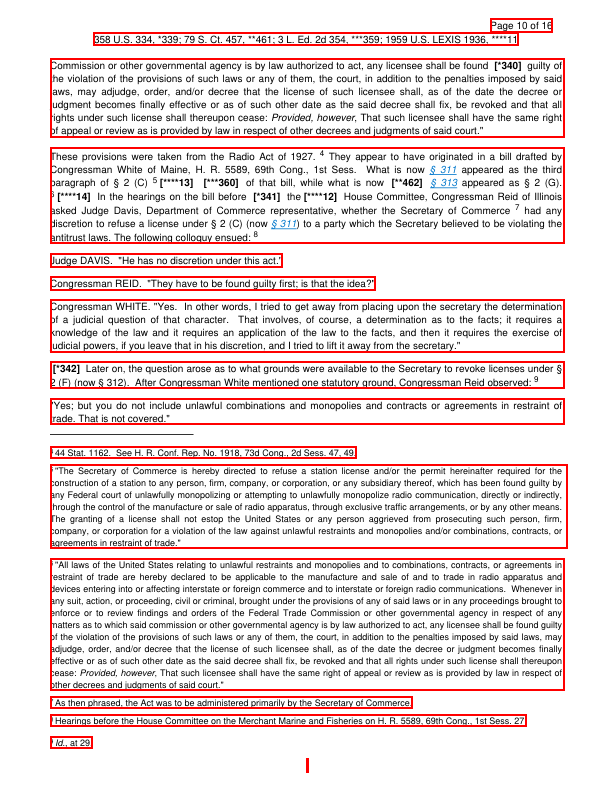 Page 10 of 16
358 U.S. 334, *339; 79 S. Ct. 457, **461; 3 L. Ed. 2d 354, ***359; 1959 U.S. LEXIS 1936, ****11
Commission or other governmental agency is by law authorized to act, any licensee shall be found [*340] guilty of
the violation of the provisions of such laws or any of them, the court, in addition to the penalties imposed by said
laws, may adjudge, order, and/or decree that the license of such licensee shall, as of the date the decree or
judgment becomes finally effective or as of such other date as the said decree shall fix, be revoked and that all
rights under such license shall thereupon cease: Provided, however, That such licensee shall have the same right
of appeal or review as is provided by law in respect of other decrees and judgments of said court."
These provisions were taken from the Radio Act of 1927. 4 They appear to have originated in a bill drafted by
Congressman White of Maine, H. R. 5589, 69th Cong., 1st Sess. What is now § 311 appeared as the third
paragraph of § 2 (C) 5 [****13] [***360] of that bill, while what is now [**462] § 313 appeared as § 2 (G).
6 [****14] In the hearings on the bill before [*341] the [****12] House Committee, Congressman Reid of Illinois
asked Judge Davis, Department of Commerce representative, whether the Secretary of Commerce 7 had any
discretion to refuse a license under § 2 (C) (now § 311) to a party which the Secretary believed to be violating the
antitrust laws. The following colloquy ensued: 8
Judge DAVIS. "He has no discretion under this act."
Congressman REID. "They have to be found guilty first; is that the idea?"
Congressman WHITE. "Yes. In other words, I tried to get away from placing upon the secretary the determination
of a judicial question of that character. That involves, of course, a determination as to the facts; it requires a
knowledge of the law and it requires an application of the law to the facts, and then it requires the exercise of
judicial powers, if you leave that in his discretion, and I tried to lift it away from the secretary."
[*342] Later on, the question arose as to what grounds were available to the Secretary to revoke licenses under §
2 (F) (now § 312). After Congressman White mentioned one statutory ground, Congressman Reid observed: 9
"Yes; but you do not include unlawful combinations and monopolies and contracts or agreements in restraint of
trade. That is not covered."
4 44 Stat. 1162. See H. R. Conf. Rep. No. 1918, 73d Cong., 2d Sess. 47, 49.
5 "The Secretary of Commerce is hereby directed to refuse a station license and/or the permit hereinafter required for the
construction of a station to any person, firm, company, or corporation, or any subsidiary thereof, which has been found guilty by
any Federal court of unlawfully monopolizing or attempting to unlawfully monopolize radio communication, directly or indirectly,
through the control of the manufacture or sale of radio apparatus, through exclusive traffic arrangements, or by any other means.
The granting of a license shall not estop the United States or any person aggrieved from prosecuting such person, firm,
company, or corporation for a violation of the law against unlawful restraints and monopolies and/or combinations, contracts, or
agreements in restraint of trade."
6 "All laws of the United States relating to unlawful restraints and monopolies and to combinations, contracts, or agreements in
restraint of trade are hereby declared to be applicable to the manufacture and sale of and to trade in radio apparatus and
devices entering into or affecting interstate or foreign commerce and to interstate or foreign radio communications. Whenever in
any suit, action, or proceeding, civil or criminal, brought under the provisions of any of said laws or in any proceedings brought to
enforce or to review findings and orders of the Federal Trade Commission or other governmental agency in respect of any
matters as to which said commission or other governmental agency is by law authorized to act, any licensee shall be found guilty
of the violation of the provisions of such laws or any of them, the court, in addition to the penalties imposed by said laws, may
adjudge, order, and/or decree that the license of such licensee shall, as of the date the decree or judgment becomes finally
effective or as of such other date as the said decree shall fix, be revoked and that all rights under such license shall thereupon
cease: Provided, however, That such licensee shall have the same right of appeal or review as is provided by law in respect of
other decrees and judgments of said court."
7 As then phrased, the Act was to be administered primarily by the Secretary of Commerce.
8 Hearings before the House Committee on the Merchant Marine and Fisheries on H. R. 5589, 69th Cong., 1st Sess. 27.
9 Id., at 29.